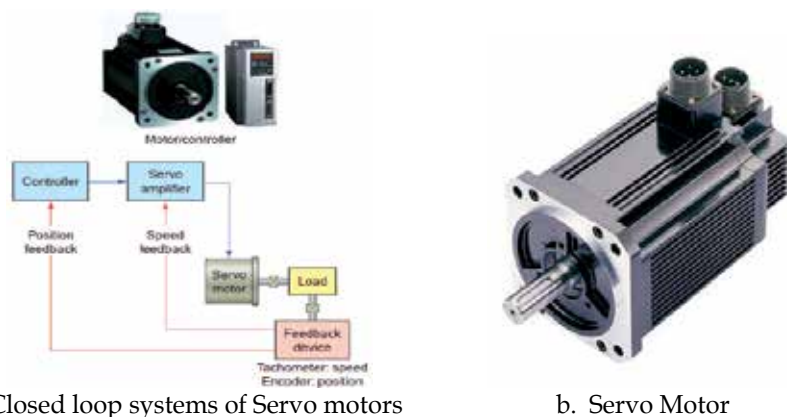 Motor/controller
Controller
Servo
amplifier
Position
feedback
Speed
feedback
Servo
motor
Load
Feedback
device
Tachometer: speed
Encoder: position
Closed loop systems of Servo motors
b. Servo Motor